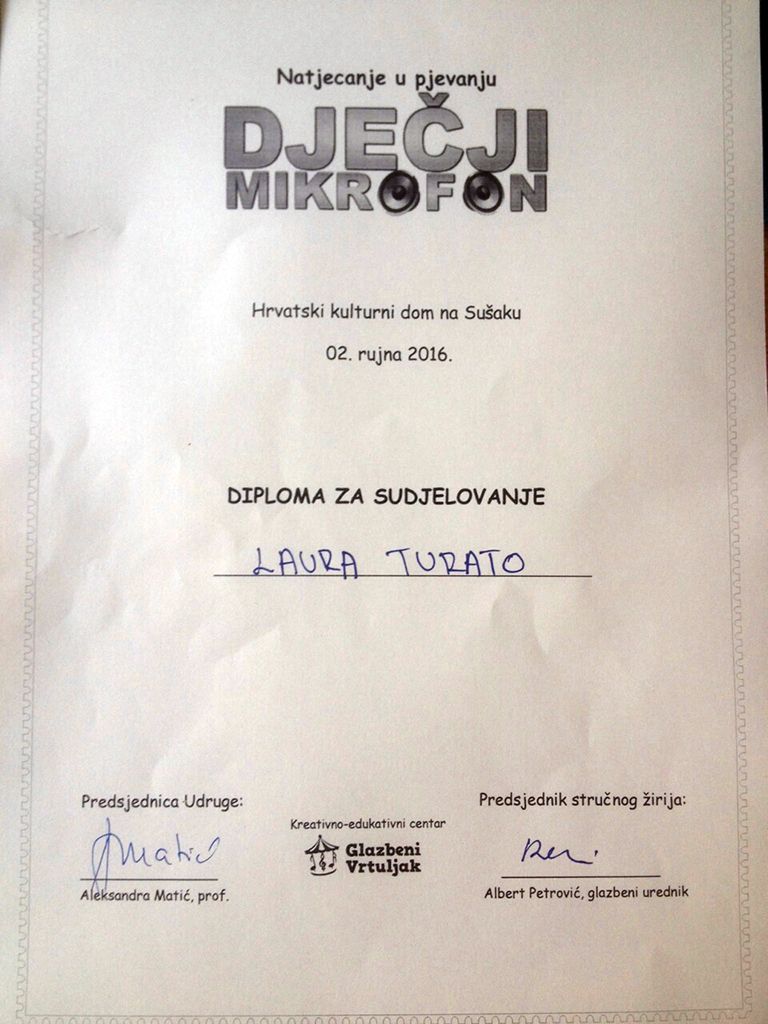 Natjecanje u pjevanju
DJEČJI
MIKROFON
Hrvatski kulturni dom na Sušaku
02. rujna 2016.
DIPLOMA ZA SUDJELOVANJE
LAURA TURATO
Predsjednica Udruge:
Matić
Aleksandra Matić, prof.
Kreativno-edukativni centar
Glazbeni
Vrtuljak
Predsjednik stručnog žirija:
Albert Petrović, glazbeni urednik